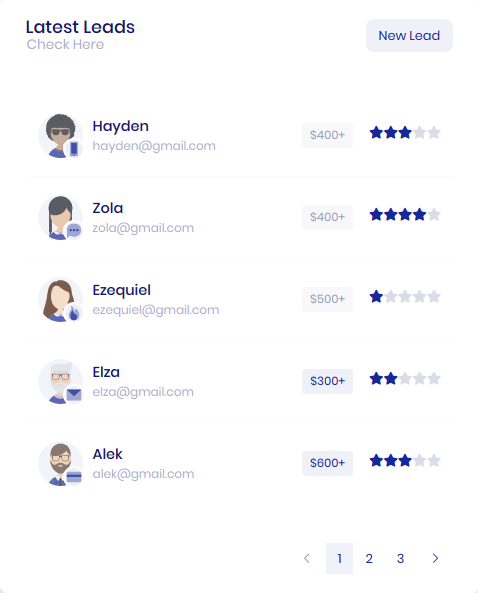 Latest Leads
Check Here
New Lead
Hayden
hayden@gmail.com
$400+
Zola
zola@gmail.com
$400+
Ezequiel
ezequiel@gmail.com
$500+
Elza
elza@gmail.com
$300+
Alek
alek@gmail.com
$600+
1 2 3